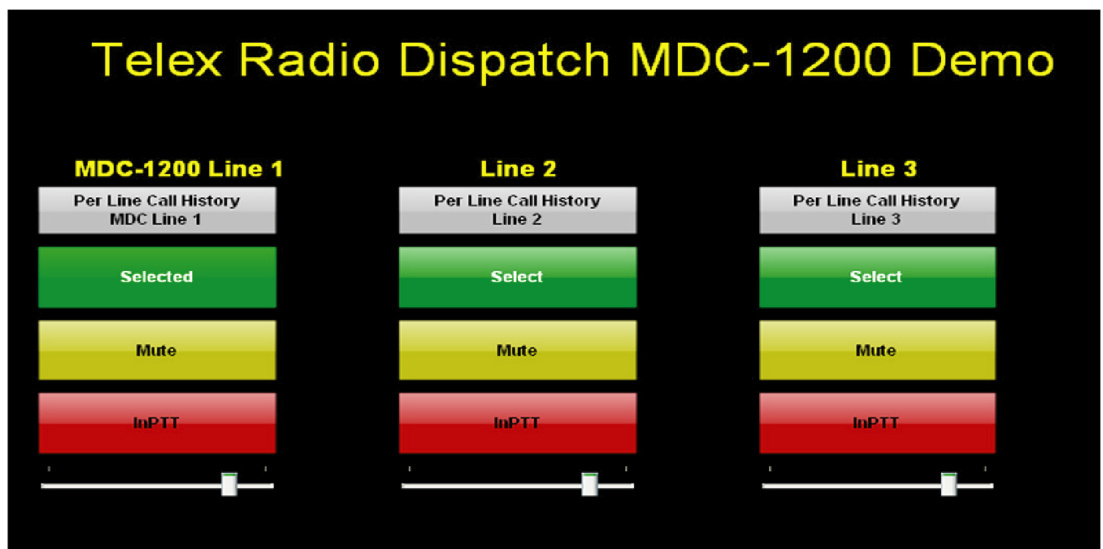 Telex Radio Dispatch MDC-1200 Demo
MDC-1200 Line 1
Per Line Call History
MDC Line 1
Selected
Mute
InPTT
Line 2
Per Line Call History
Line 2
Select
Mute
InPTT
Line 3
Per Line Call History
Line 3
Select
Mute
InPTT